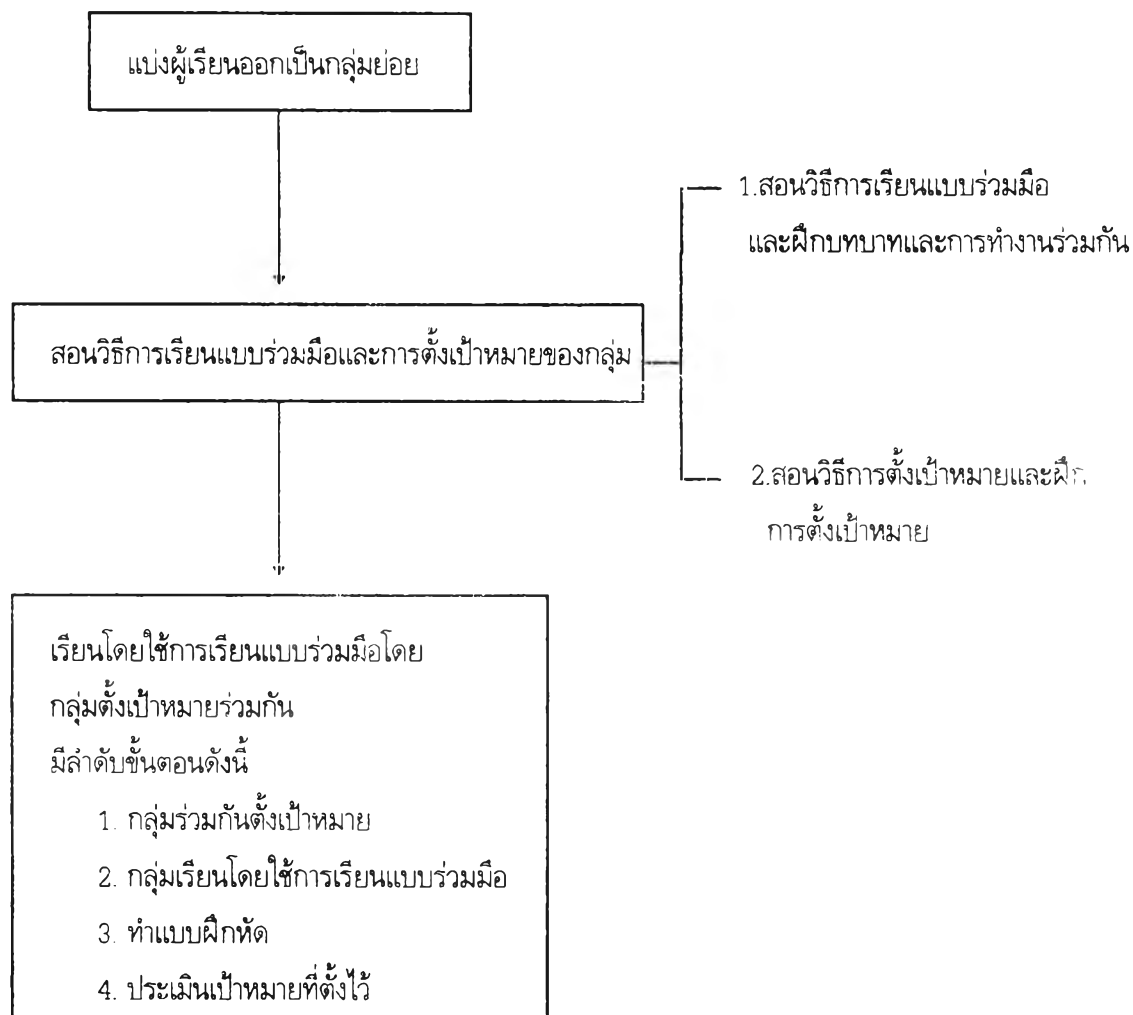 แบ่งผู้เรียนออกเป็นกลุ่มย่อย
สอนวิธีการเรียนแบบร่วมมือและการตั้งเป้าหมายของกลุ่ม
1.สอนวิธีการเรียนแบบร่วมมือ
และฝึกบทบาทและการทำงานร่วมกัน
2.สอนวิธีการตั้งเป้าหมายและฝึก
การตั้งเป้าหมาย
เรียนโดยใช้การเรียนแบบร่วมมือโดย
กลุ่มตั้งเป้าหมายร่วมกัน
มีลำดับขั้นตอนดังนี้
1. กลุ่มร่วมกันตั้งเป้าหมาย
2. กลุ่มเรียนโดยใช้การเรียนแบบร่วมมือ
3. ทำแบบฝึกหัด
4. ประเมินเป้าหมายที่ตั้งไว้